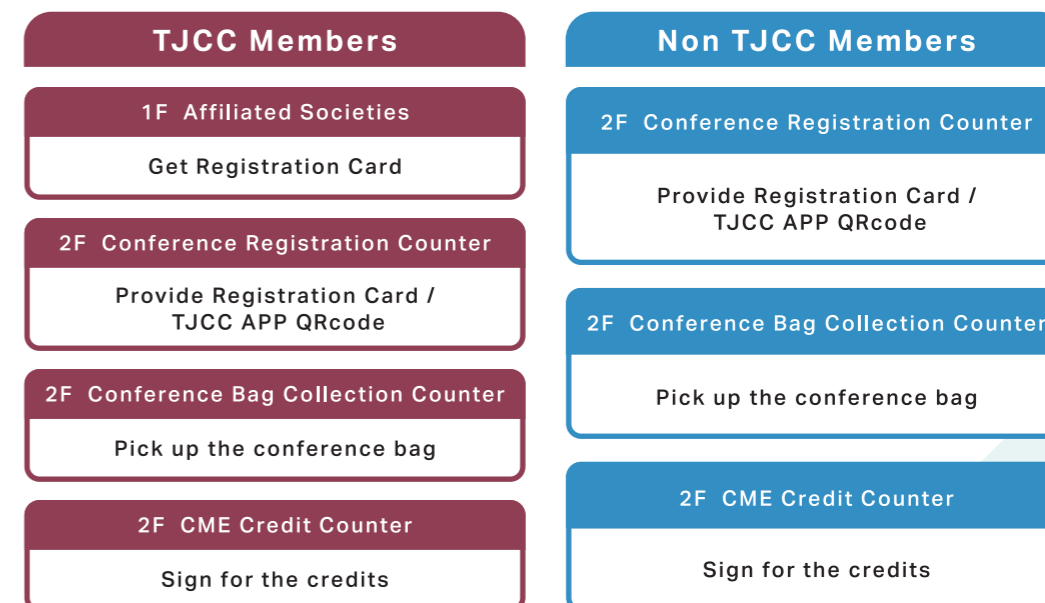 TJCC Members
1F Affiliated Societies
Get Registration Card
2F Conference Registration Counter
Provide Registration Card /
TJCC APP QRcode
2F Conference Bag Collection Counter
Pick up the conference bag
2F CME Credit Counter
Sign for the credits
Non TJCC Members
2F Conference Registration Counter
Provide Registration Card /
TJCC APP QRcode
2F Conference Bag Collection Counter
Pick up the conference bag
2F CME Credit Counter
Sign for the credits